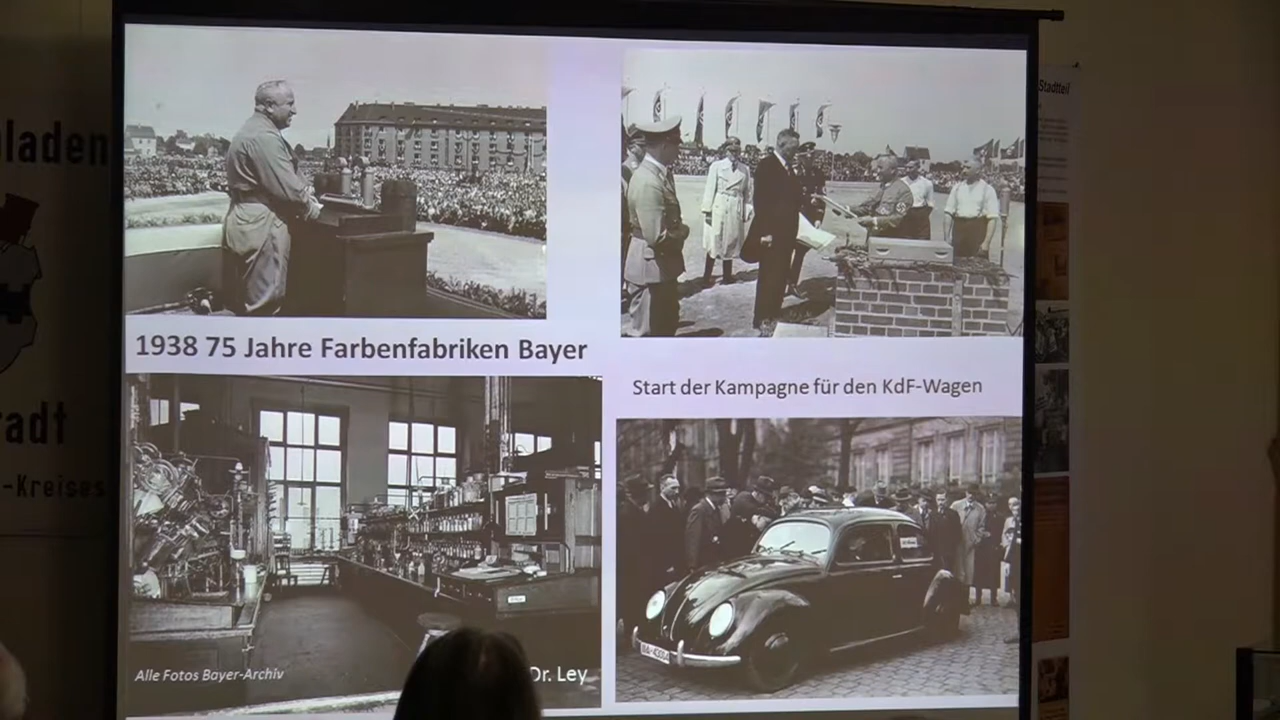 laden
Stadtteil
1938 75 Jahre Farbenfabriken Bayer
Start der Kampagne für den KdF-Wagen
adt
-Kreises
Alle Fotos Bayer-Archiv
Dr. Ley